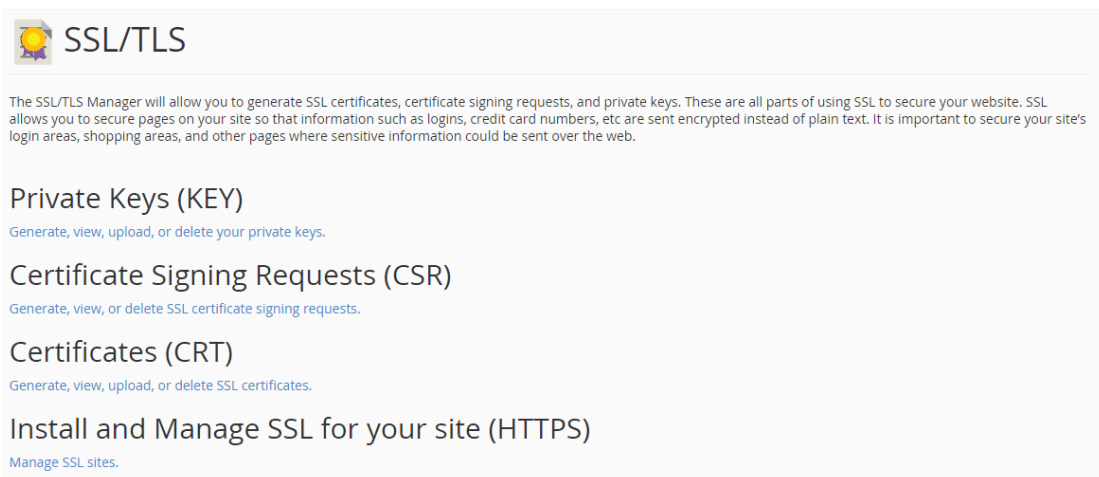 SSL/TLS
The SSL/TLS Manager will allow you to generate SSL certificates, certificate signing requests, and private keys. These are all parts of using SSL to secure your website. SSL
allows you to secure pages on your site so that information such as logins, credit card numbers, etc are sent encrypted instead of plain text. It is important to secure your site's
login areas, shopping areas, and other pages where sensitive information could be sent over the web.
Private Keys (KEY)
Generate, view, upload, or delete your private keys.
Certificate Signing Requests (CSR)
Generate, view, or delete SSL certificate signing requests.
Certificates (CRT)
Generate, view, upload, or delete SSL certificates.
Install and Manage SSL for your site (HTTPS)
Manage SSL sites.